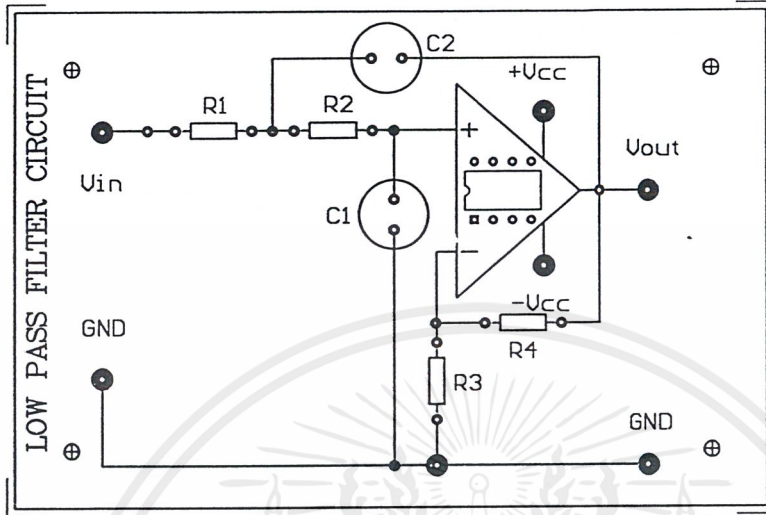 LOW PASS FILTER CIRCUIT
C2
+Vcc
R1
R2
Vout
Vin
+
C1
−
-Vcc
GND
R4
R3
GND